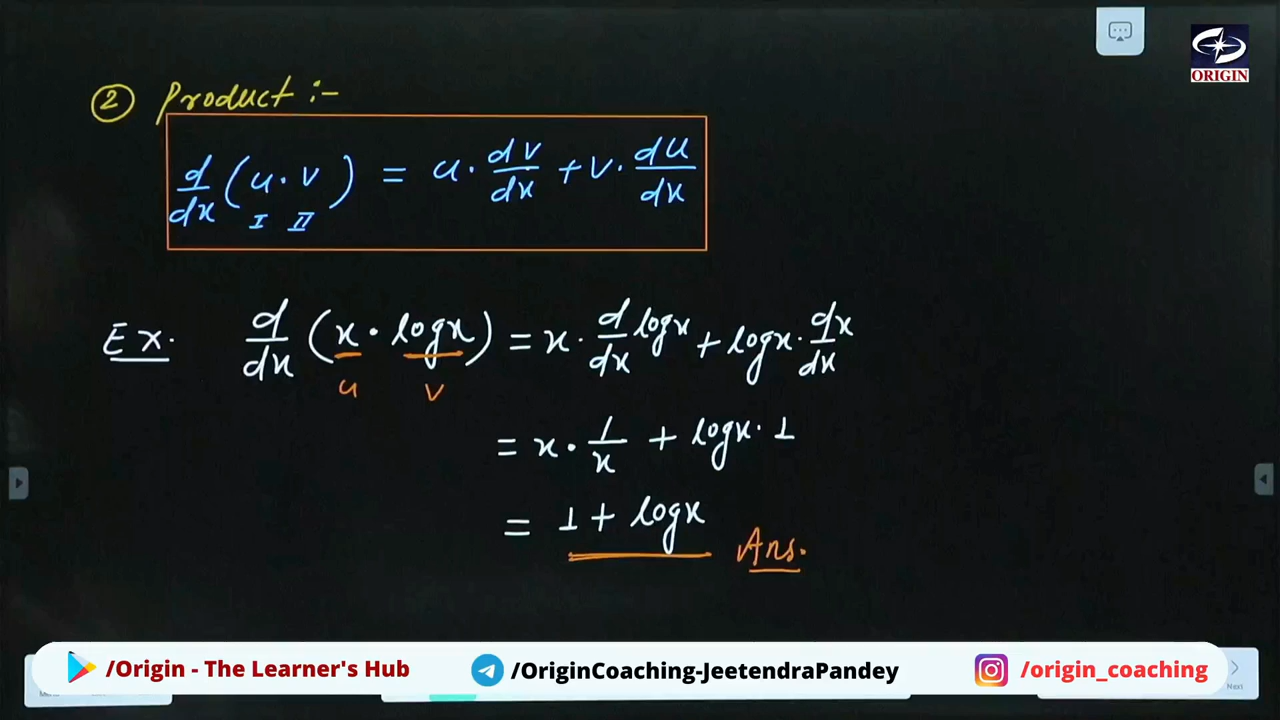 ORIGIN
② Product :-
d/dx (u · v) = u · dv/dx + v · du/dx
I II
Ex. d/dx (x · logx) = x · d/dx logx + logx · dx/dx
u v
= x · 1/x + logx · 1
= 1 + logx Ans.
/Origin - The Learner's Hub /OriginCoaching-JeetendraPandey /origin_coaching
Next